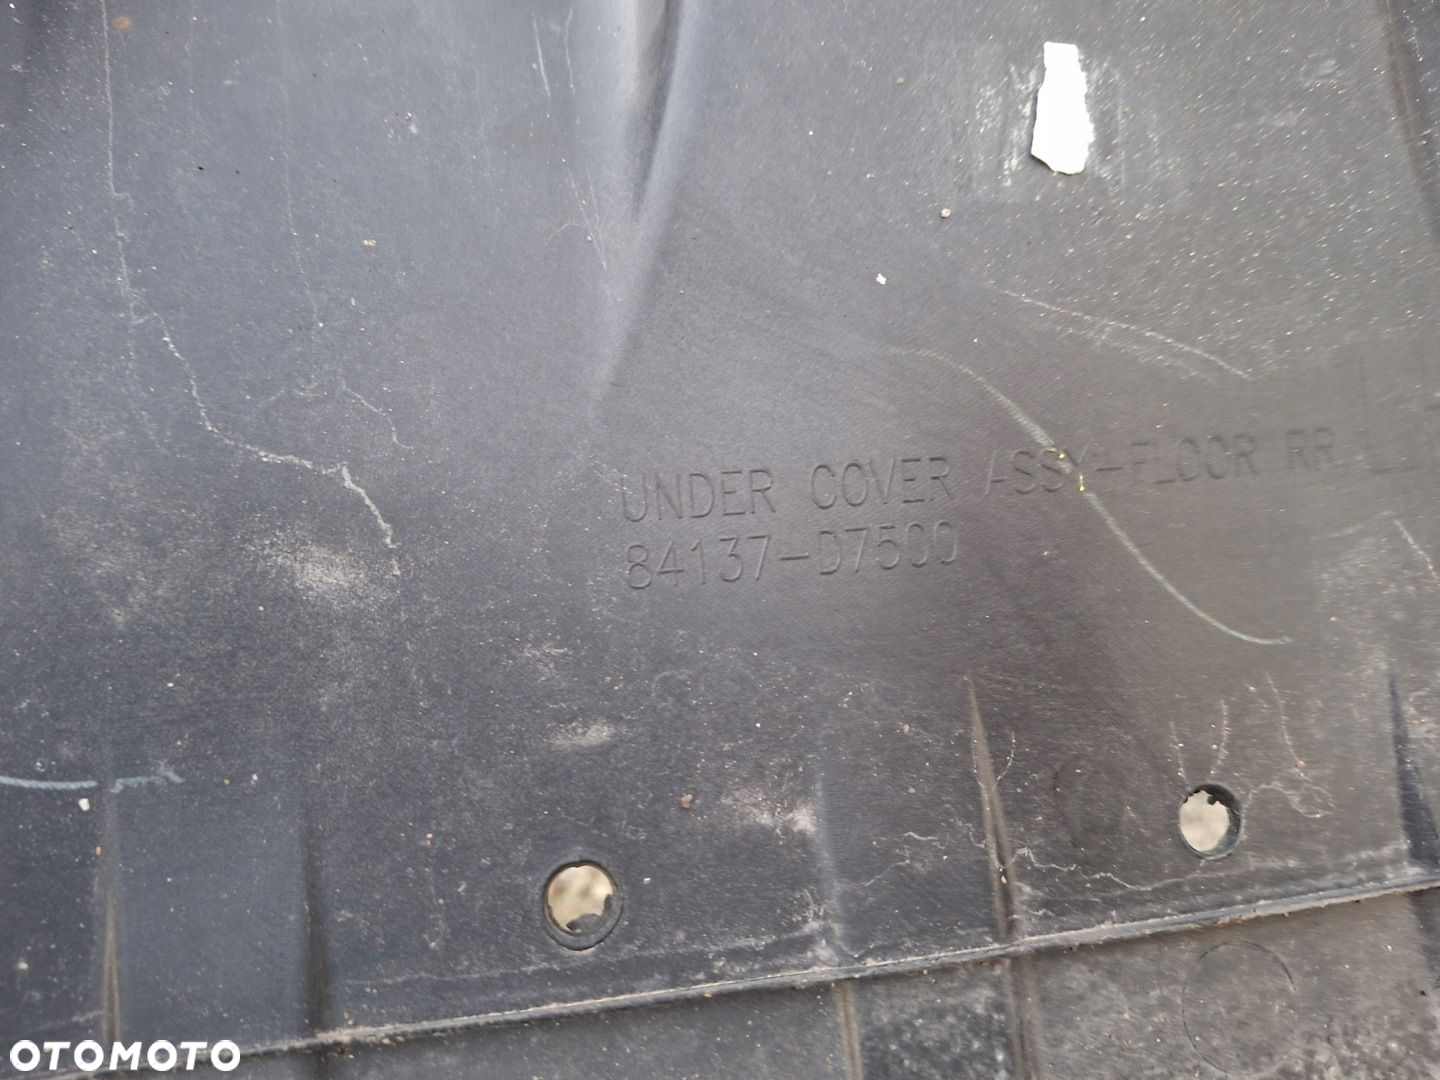 UNDER COVER ASSY-FLOOR RR, L
84137-D7500
OTOMOTO